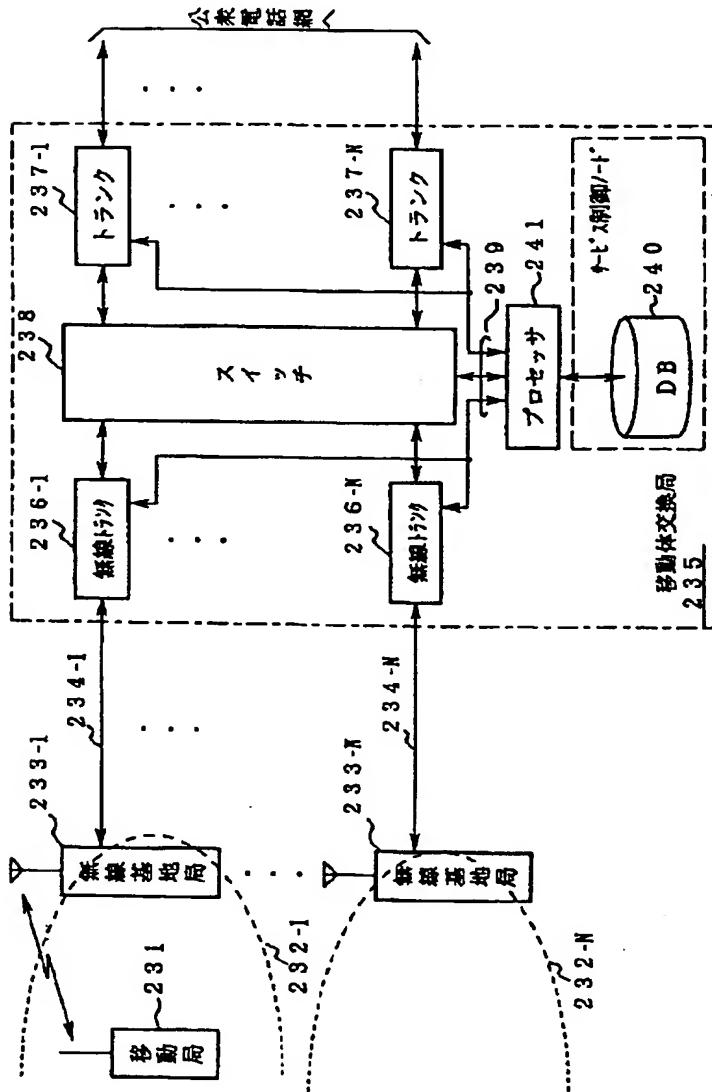 公衆電話網へ
237-1
トランク
237-N
トランク
238
スイッチ
239
241
プロセッサ
サービス制御ノード
240
DB
236-1
無線トランク
236-N
無線トランク
移動体交換局
235
234-1
234-N
233-1
無線基地局
233-N
無線基地局
232-1
232-N
231
移動局